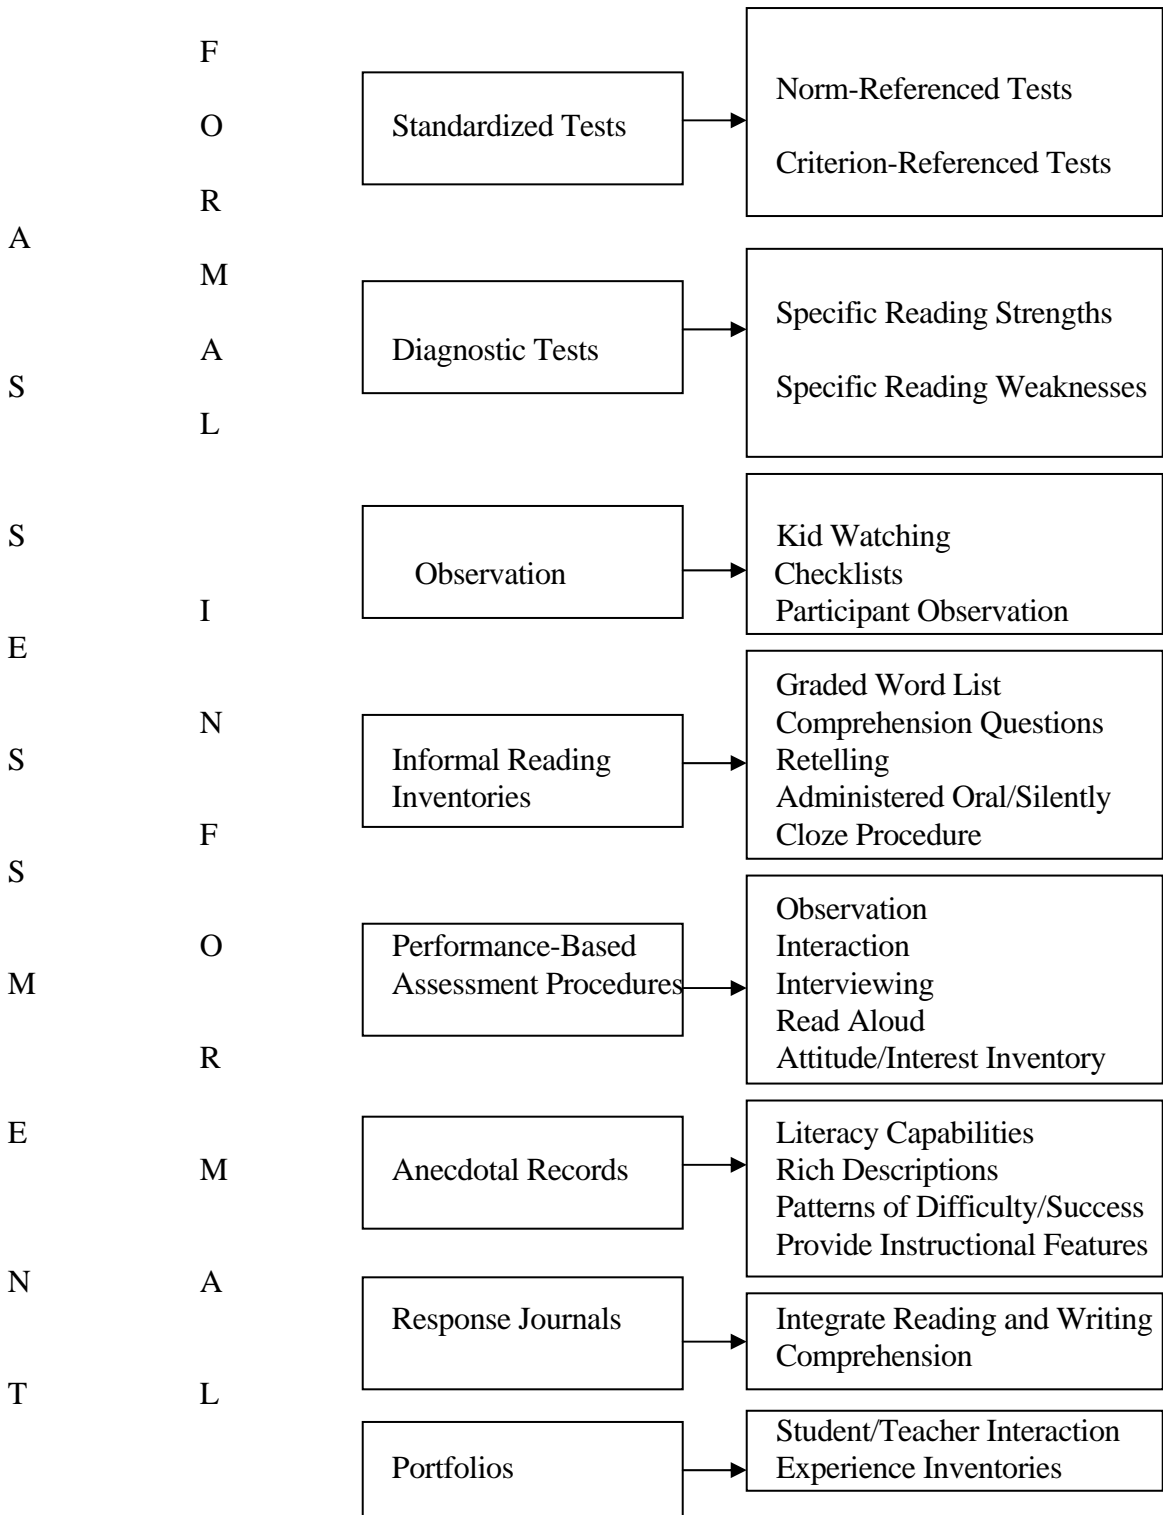 A
S
S
E
S
S
M
E
N
T
F
O
R
M
A
L
I
N
F
O
R
M
A
L
Standardized Tests
Norm-Referenced Tests
Criterion-Referenced Tests
Diagnostic Tests
Specific Reading Strengths
Specific Reading Weaknesses
Observation
Kid Watching
Checklists
Participant Observation
Informal Reading
Inventories
Graded Word List
Comprehension Questions
Retelling
Administered Oral/Silently
Cloze Procedure
Performance-Based
Assessment Procedures
Observation
Interaction
Interviewing
Read Aloud
Attitude/Interest Inventory
Anecdotal Records
Literacy Capabilities
Rich Descriptions
Patterns of Difficulty/Success
Provide Instructional Features
Response Journals
Integrate Reading and Writing
Comprehension
Portfolios
Student/Teacher Interaction
Experience Inventories